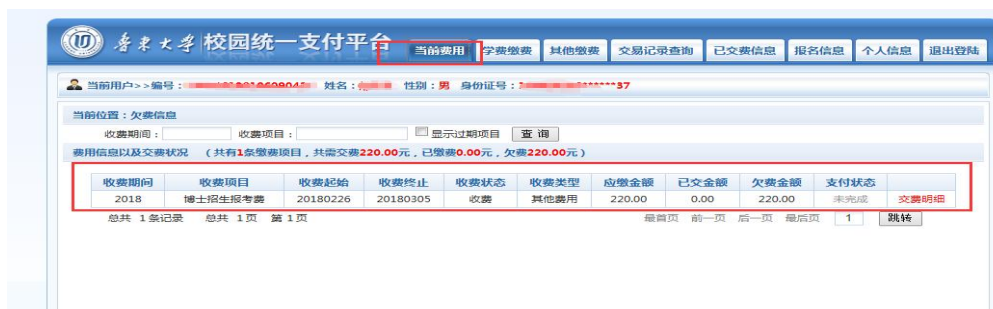 鲁东大学 校园统一支付平台
当前费用 学费缴费 其他缴费 交易记录查询 已交费信息 报名信息 个人信息 退出登陆
当前用户>>编号： 姓名： 性别：男 身份证号： ******37
当前位置：欠费信息
收费期间： 收费项目： 显示过期项目 查 询
费用信息以及交费状况 （共有1条缴费项目，共需交费220.00元，已缴费0.00元，欠费220.00元）
收费期间 收费项目 收费起始 收费终止 收费状态 收费类型 应缴金额 已交金额 欠费金额 支付状态
2018 博士招生报考费 20180226 20180305 收费 其他费用 220.00 0.00 220.00 未完成 交费明细
总共 1条记录 总共 1页 第1页 最首页 前一页 后一页 最后页 1 跳转